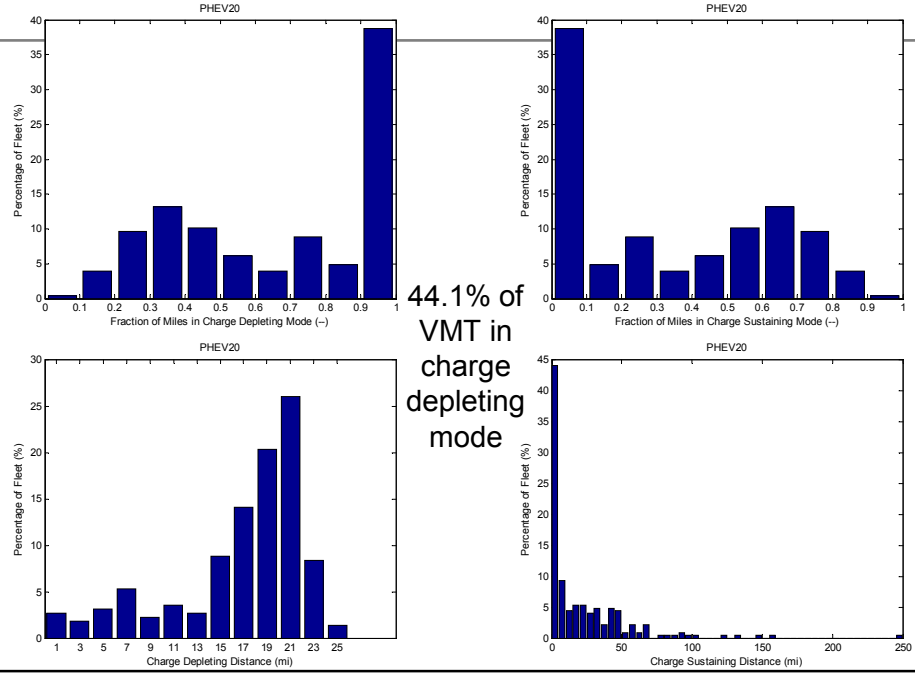 PHEV20
40
35
30
25
20
15
10
5
0
Percentage of Fleet (%)
0 0.1 0.2 0.3 0.4 0.5 0.6 0.7 0.8 0.9 1
Fraction of Miles in Charge Depleting Mode (--)
PHEV20
40
35
30
25
20
15
10
5
0
Percentage of Fleet (%)
0 0.1 0.2 0.3 0.4 0.5 0.6 0.7 0.8 0.9 1
Fraction of Miles in Charge Sustaining Mode (--)
44.1% of
VMT in
charge
depleting
mode
PHEV20
30
25
20
15
10
5
0
Percentage of Fleet (%)
1 3 5 7 9 11 13 15 17 19 21 23 25
Charge Depleting Distance (mi)
PHEV20
45
40
35
30
25
20
15
10
5
0
Percentage of Fleet (%)
0 50 100 150 200 250
Charge Sustaining Distance (mi)